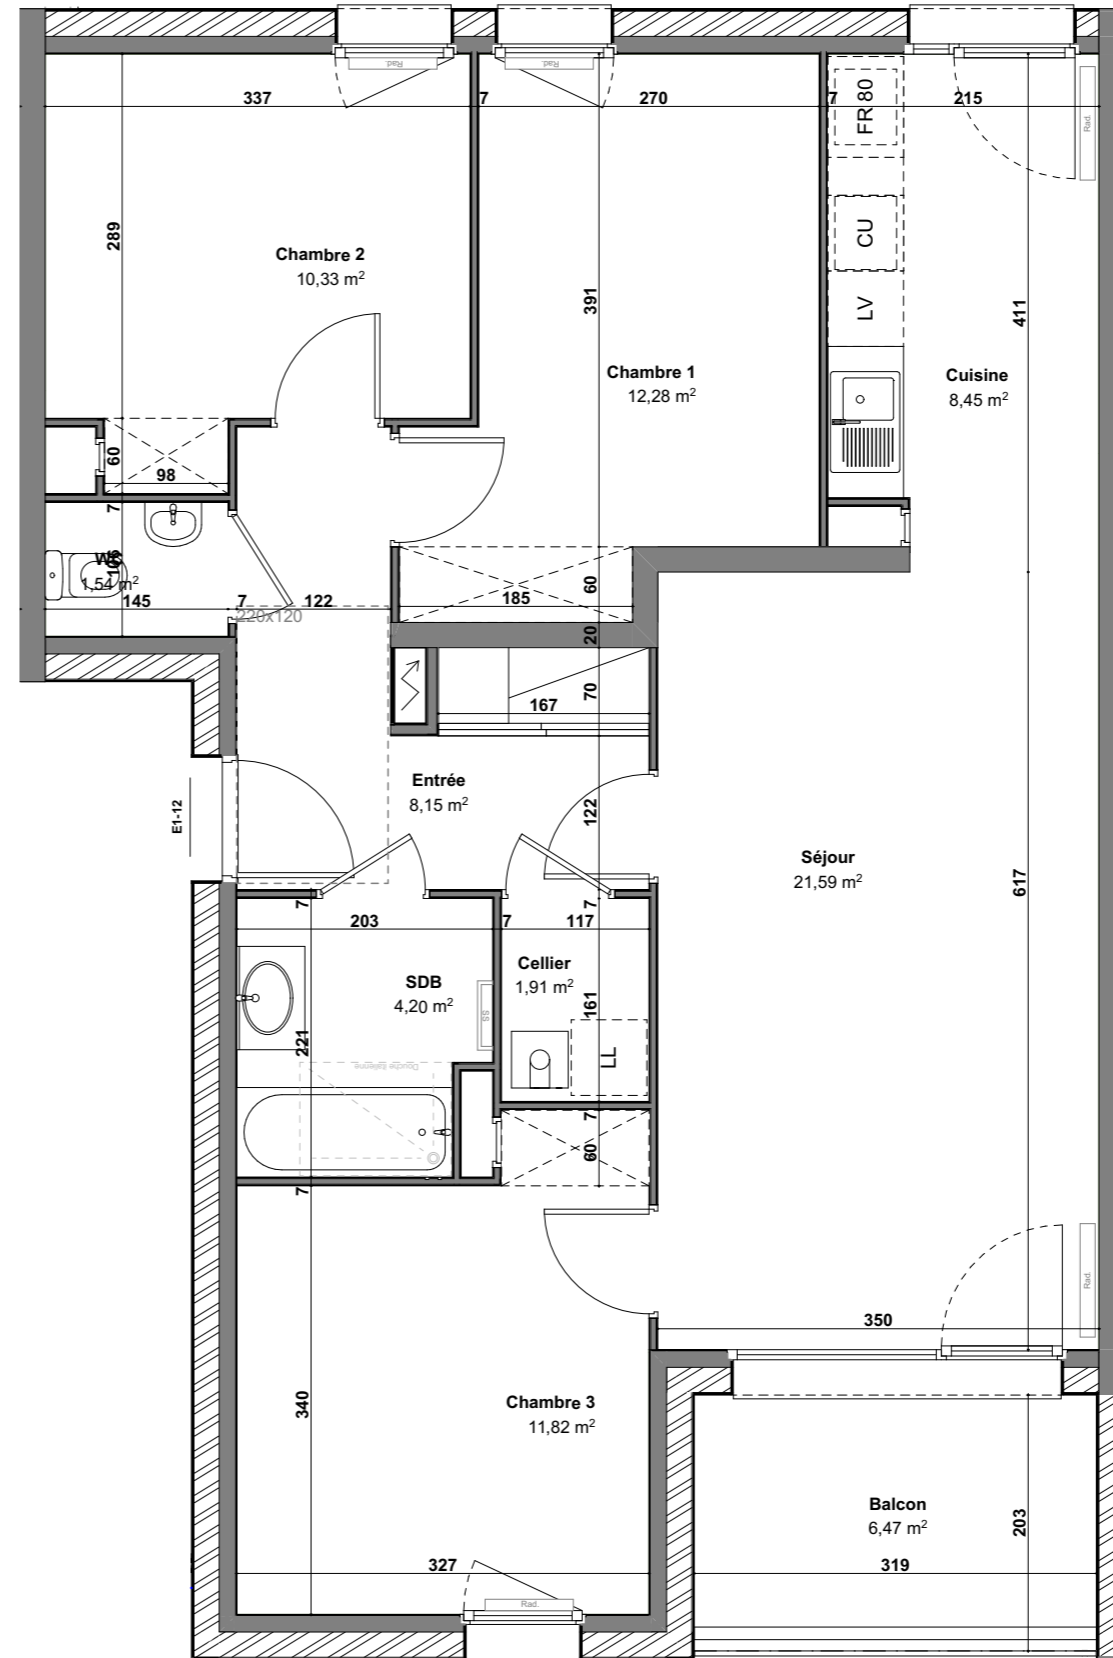 Rad.
Rad.
337
7
270
7
215
FR 80
Rad.
289
CU
Chambre 2
10,33 m²
391
LV
411
Chambre 1
12,28 m²
Cuisine
8,45 m²
60
98
7
WC
1,54 m²
145
7
122
220x120
185
60
20
70
167
Entrée
8,15 m²
122
E1-12
Séjour
21,59 m²
617
7
203
7
117
7
Cellier
1,91 m²
SDB
4,20 m²
SS
161
221
LL
Douche italienne
7
60
7
Rad.
350
340
Chambre 3
11,82 m²
Balcon
6,47 m²
203
327
319
Rad.